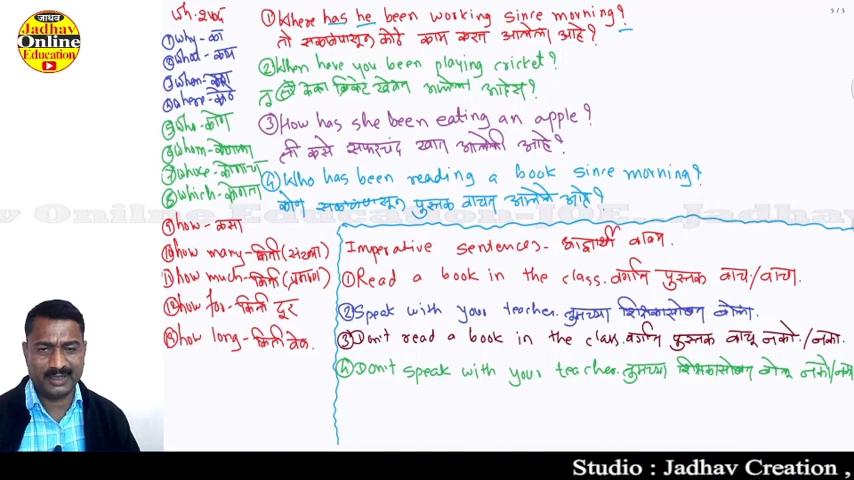 जाधव
Jadhav
Online
Education
wh. शब्द
① why - का
② what - काय
③ when - केव्हा
④ where - कोठे
⑤ who - कोण
⑥ whom - कोणाला
⑦ whose - कोणाचा
⑧ which - कोणता
⑨ how - कसा
⑩ how many - किती (संख्या)
⑪ how much - किती (प्रमाण)
⑫ how far - किती दूर
⑬ how long - किती वेळ.
① Where has he been working since morning?
तो सकाळपासून कोठे काम करत आलेला आहे?
② When have you been playing cricket?
तू केव्हा क्रिकेट खेळत आलेला आहेस?
③ How has she been eating an apple?
ती कसे सफरचंद खात आलेली आहे?
④ Who has been reading a book since morning?
कोण सकाळपासून पुस्तक वाचत आलेले आहे?
Imperative sentences - आज्ञार्थी वाक्य.
① Read a book in the class. वर्गात पुस्तक वाच/वाचा.
② Speak with your teacher. तुमच्या शिक्षकासोबत बोला.
③ Don't read a book in the class. वर्गात पुस्तक वाचू नको./नका.
④ Don't speak with your teacher. तुमच्या शिक्षकासोबत बोलू नको/नका
5/5
Studio : Jadhav Creation ,